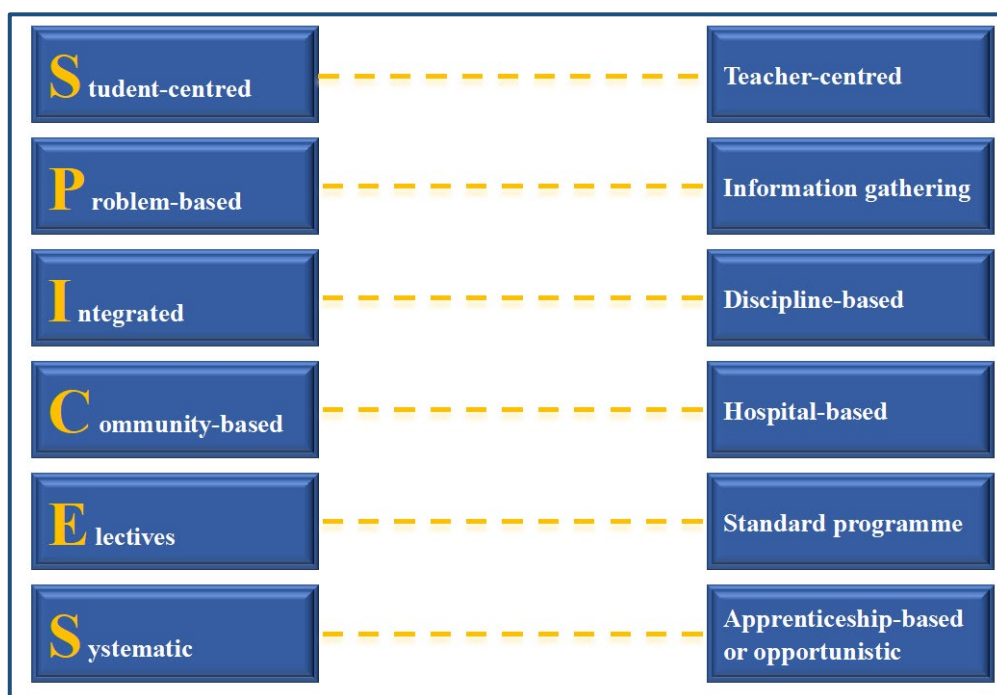 Student-centred
Teacher-centred
Problem-based
Information gathering
Integrated
Discipline-based
Community-based
Hospital-based
Electives
Standard programme
Systematic
Apprenticeship-based
or opportunistic